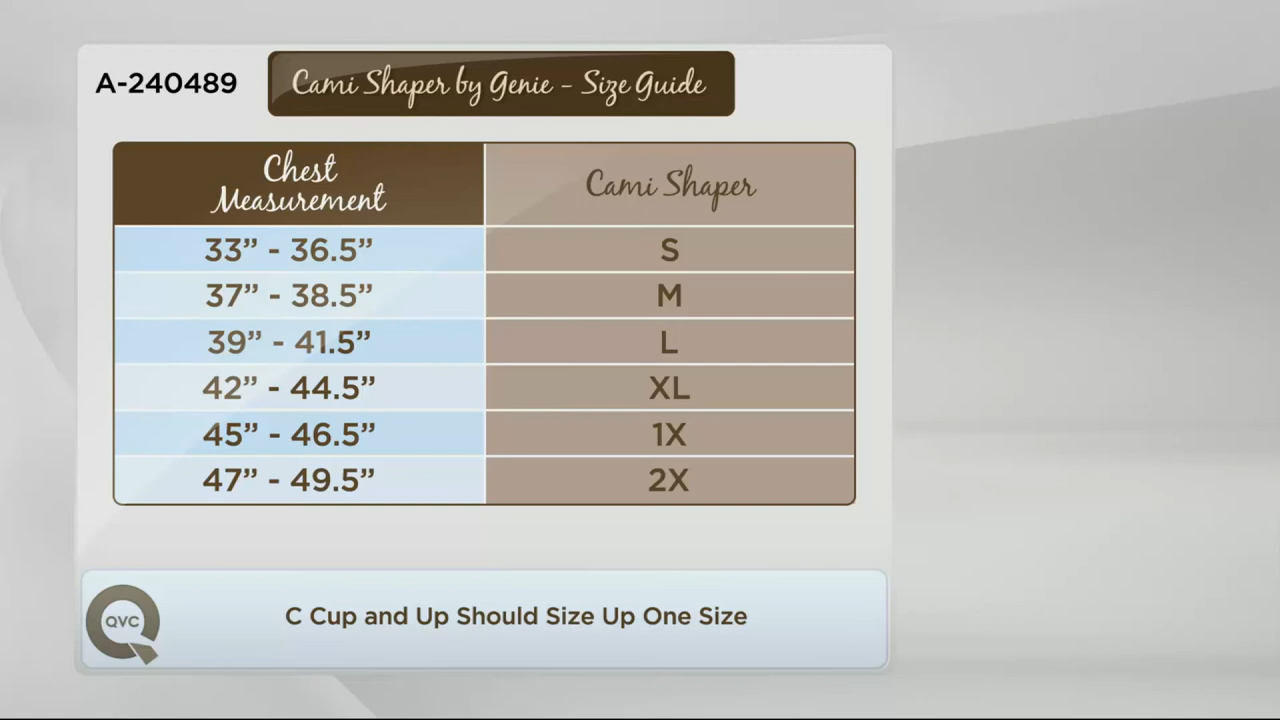 A-240489
Cami Shaper by Genie - Size Guide
Chest
Measurement
Cami Shaper
33” - 36.5” S
37” - 38.5” M
39” - 41.5” L
42” - 44.5” XL
45” - 46.5” 1X
47” - 49.5” 2X
QVC
C Cup and Up Should Size Up One Size